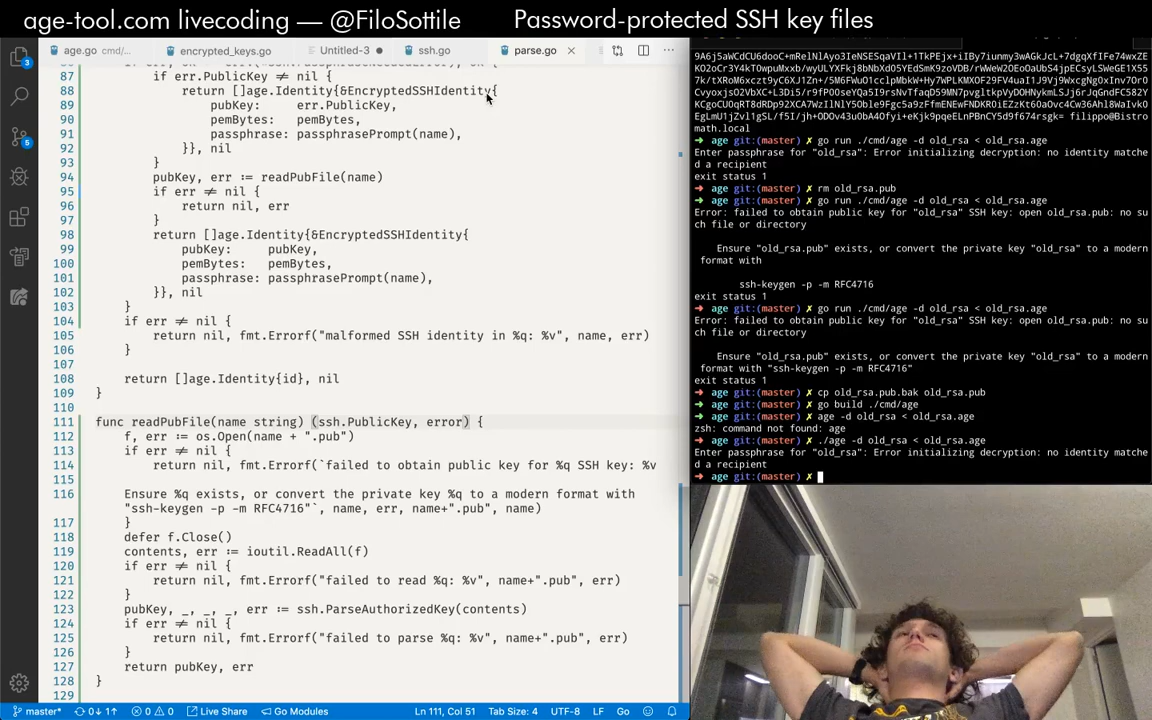 age-tool.com livecoding — @FiloSottile
Password-protected SSH key files
age.go cmd/...
encrypted_keys.go
Untitled-3
ssh.go
parse.go
87 if err.PublicKey ≠ nil {
88 return []age.Identity{&EncryptedSSHIdentity{
89 pubKey: err.PublicKey,
90 pemBytes: pemBytes,
91 passphrase: passphrasePrompt(name),
92 }}, nil
93 }
94 pubKey, err := readPubFile(name)
95 if err ≠ nil {
96 return nil, err
97 }
98 return []age.Identity{&EncryptedSSHIdentity{
99 pubKey: pubKey,
100 pemBytes: pemBytes,
101 passphrase: passphrasePrompt(name),
102 }}, nil
103 }
104 if err ≠ nil {
105 return nil, fmt.Errorf("malformed SSH identity in %q: %v", name, err)
106 }
107
108 return []age.Identity{id}, nil
109 }
110
111 func readPubFile(name string) (ssh.PublicKey, error) {
112 f, err := os.Open(name + ".pub")
113 if err ≠ nil {
114 return nil, fmt.Errorf(`failed to obtain public key for %q SSH key: %v
115
116 Ensure %q exists, or convert the private key %q to a modern format with
"ssh-keygen -p -m RFC4716"`, name, err, name+".pub", name)
117 }
118 defer f.Close()
119 contents, err := ioutil.ReadAll(f)
120 if err ≠ nil {
121 return nil, fmt.Errorf("failed to read %q: %v", name+".pub", err)
122 }
123 pubKey, _, _, _, err := ssh.ParseAuthorizedKey(contents)
124 if err ≠ nil {
125 return nil, fmt.Errorf("failed to parse %q: %v", name+".pub", err)
126 }
127 return pubKey, err
128 }
129
math.local
➜ age git:(master) ✗ go run ./cmd/age -d old_rsa < old_rsa.age
Enter passphrase for "old_rsa": Error initializing decryption: no identity matche
d a recipient
exit status 1
➜ age git:(master) ✗ rm old_rsa.pub
➜ age git:(master) ✗ go run ./cmd/age -d old_rsa < old_rsa.age
Error: failed to obtain public key for "old_rsa" SSH key: open old_rsa.pub: no su
ch file or directory
Ensure "old_rsa.pub" exists, or convert the private key "old_rsa" to a modern
format with
ssh-keygen -p -m RFC4716
exit status 1
➜ age git:(master) ✗ go run ./cmd/age -d old_rsa < old_rsa.age
Error: failed to obtain public key for "old_rsa" SSH key: open old_rsa.pub: no su
ch file or directory
Ensure "old_rsa.pub" exists, or convert the private key "old_rsa" to a modern
format with "ssh-keygen -p -m RFC4716"
exit status 1
➜ age git:(master) ✗ cp old_rsa.pub.bak old_rsa.pub
➜ age git:(master) ✗ go build ./cmd/age
➜ age git:(master) ✗ age -d old_rsa < old_rsa.age
zsh: command not found: age
➜ age git:(master) ✗ ./age -d old_rsa < old_rsa.age
Enter passphrase for "old_rsa": Error initializing decryption: no identity matche
d a recipient
➜ age git:(master) ✗
3
5
master*
0↓ 1↑
0 0
Live Share
Go Modules
Ln 111, Col 51
Tab Size: 4
UTF-8
LF
Go